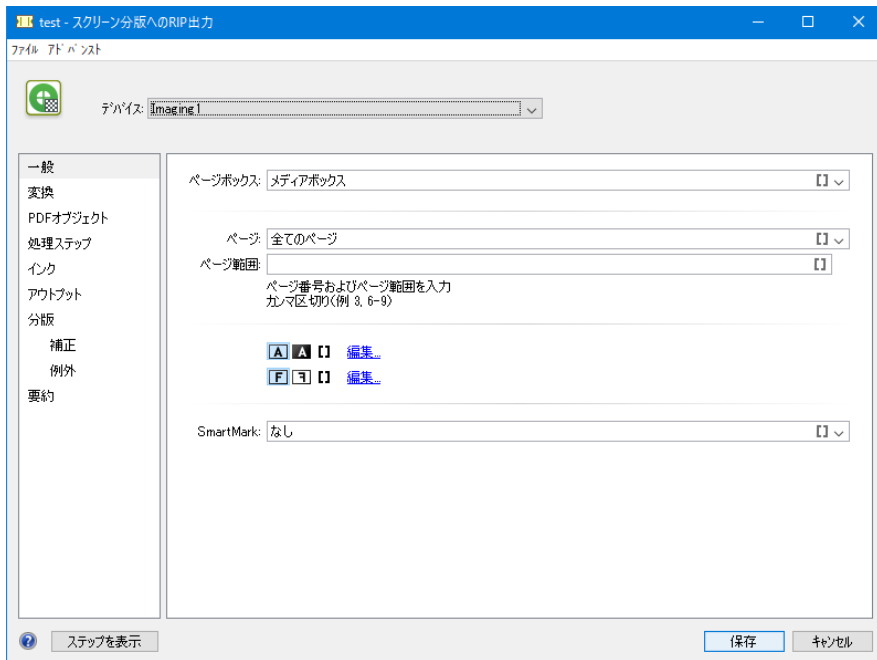 test - スクリーン分版へのRIP出力
ファイル アドバンスト
デバイス: Imaging1
一般
変換
PDFオブジェクト
処理ステップ
インク
アウトプット
分版
補正
例外
要約
ページボックス: メディアボックス []
ページ: 全てのページ []
ページ範囲: []
ページ番号およびページ範囲を入力
カンマ区切り(例 3, 6-9)
A A [] 編集...
F F [] 編集...
SmartMark: なし []
? ステップを表示 保存 キャンセル